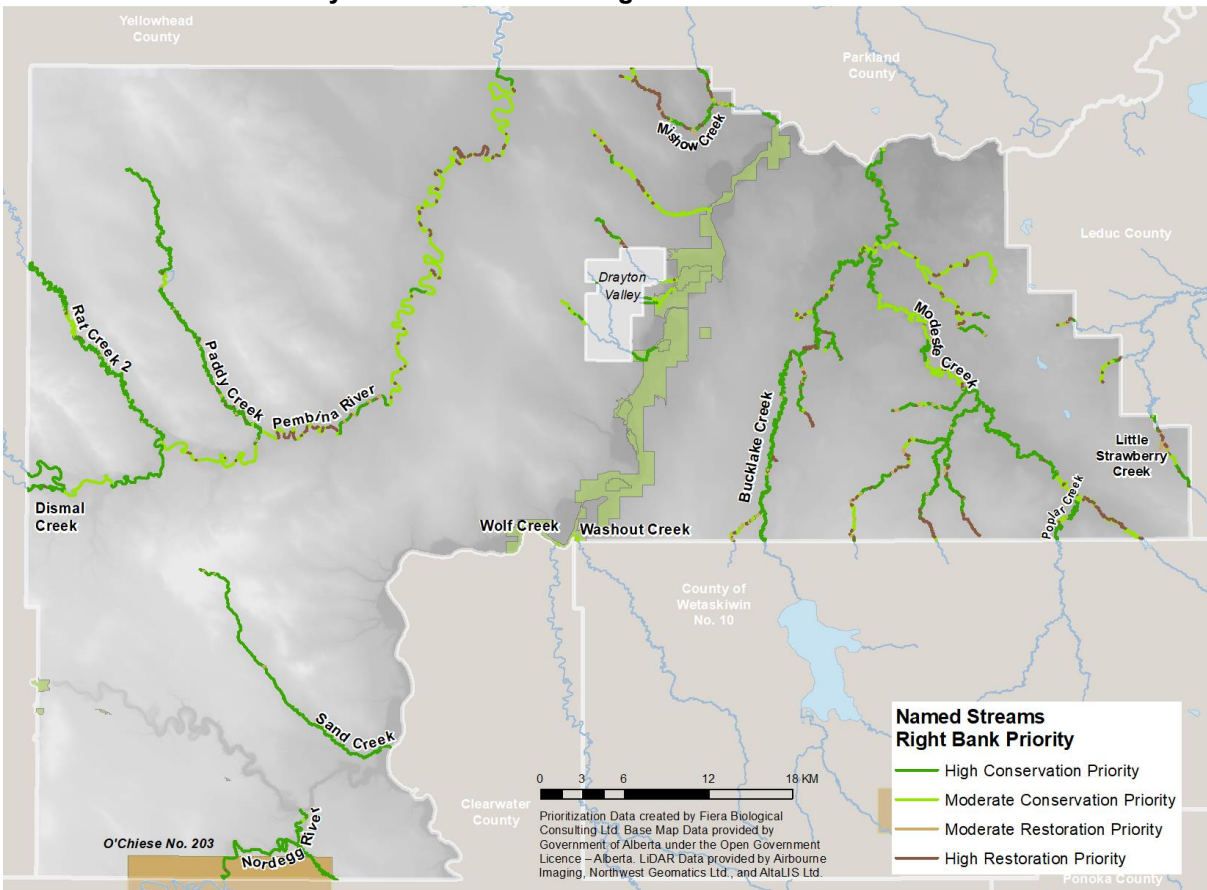 Yellowhead
County
Parkland
County
Mishow Creek
Leduc County
Drayton
Valley
Rat Creek 2
Paddy Creek
Pembina River
Modeste Creek
Bucklake Creek
Little
Strawberry
Creek
Poplar Creek
Dismal
Creek
Wolf Creek
Washout Creek
County of
Wetaskiwin
No. 10
Sand Creek
Named Streams
Right Bank Priority
High Conservation Priority
Moderate Conservation Priority
Moderate Restoration Priority
High Restoration Priority
0 3 6 12 18 KM
Clearwater
County
Prioritization Data created by Fiera Biological
Consulting Ltd. Base Map Data provided by
Government of Alberta under the Open Government
Licence – Alberta. LiDAR Data provided by Airbourne
Imaging, Northwest Geomatics Ltd., and AltaLIS Ltd.
O'Chiese No. 203
Nordegg River
Ponoka County